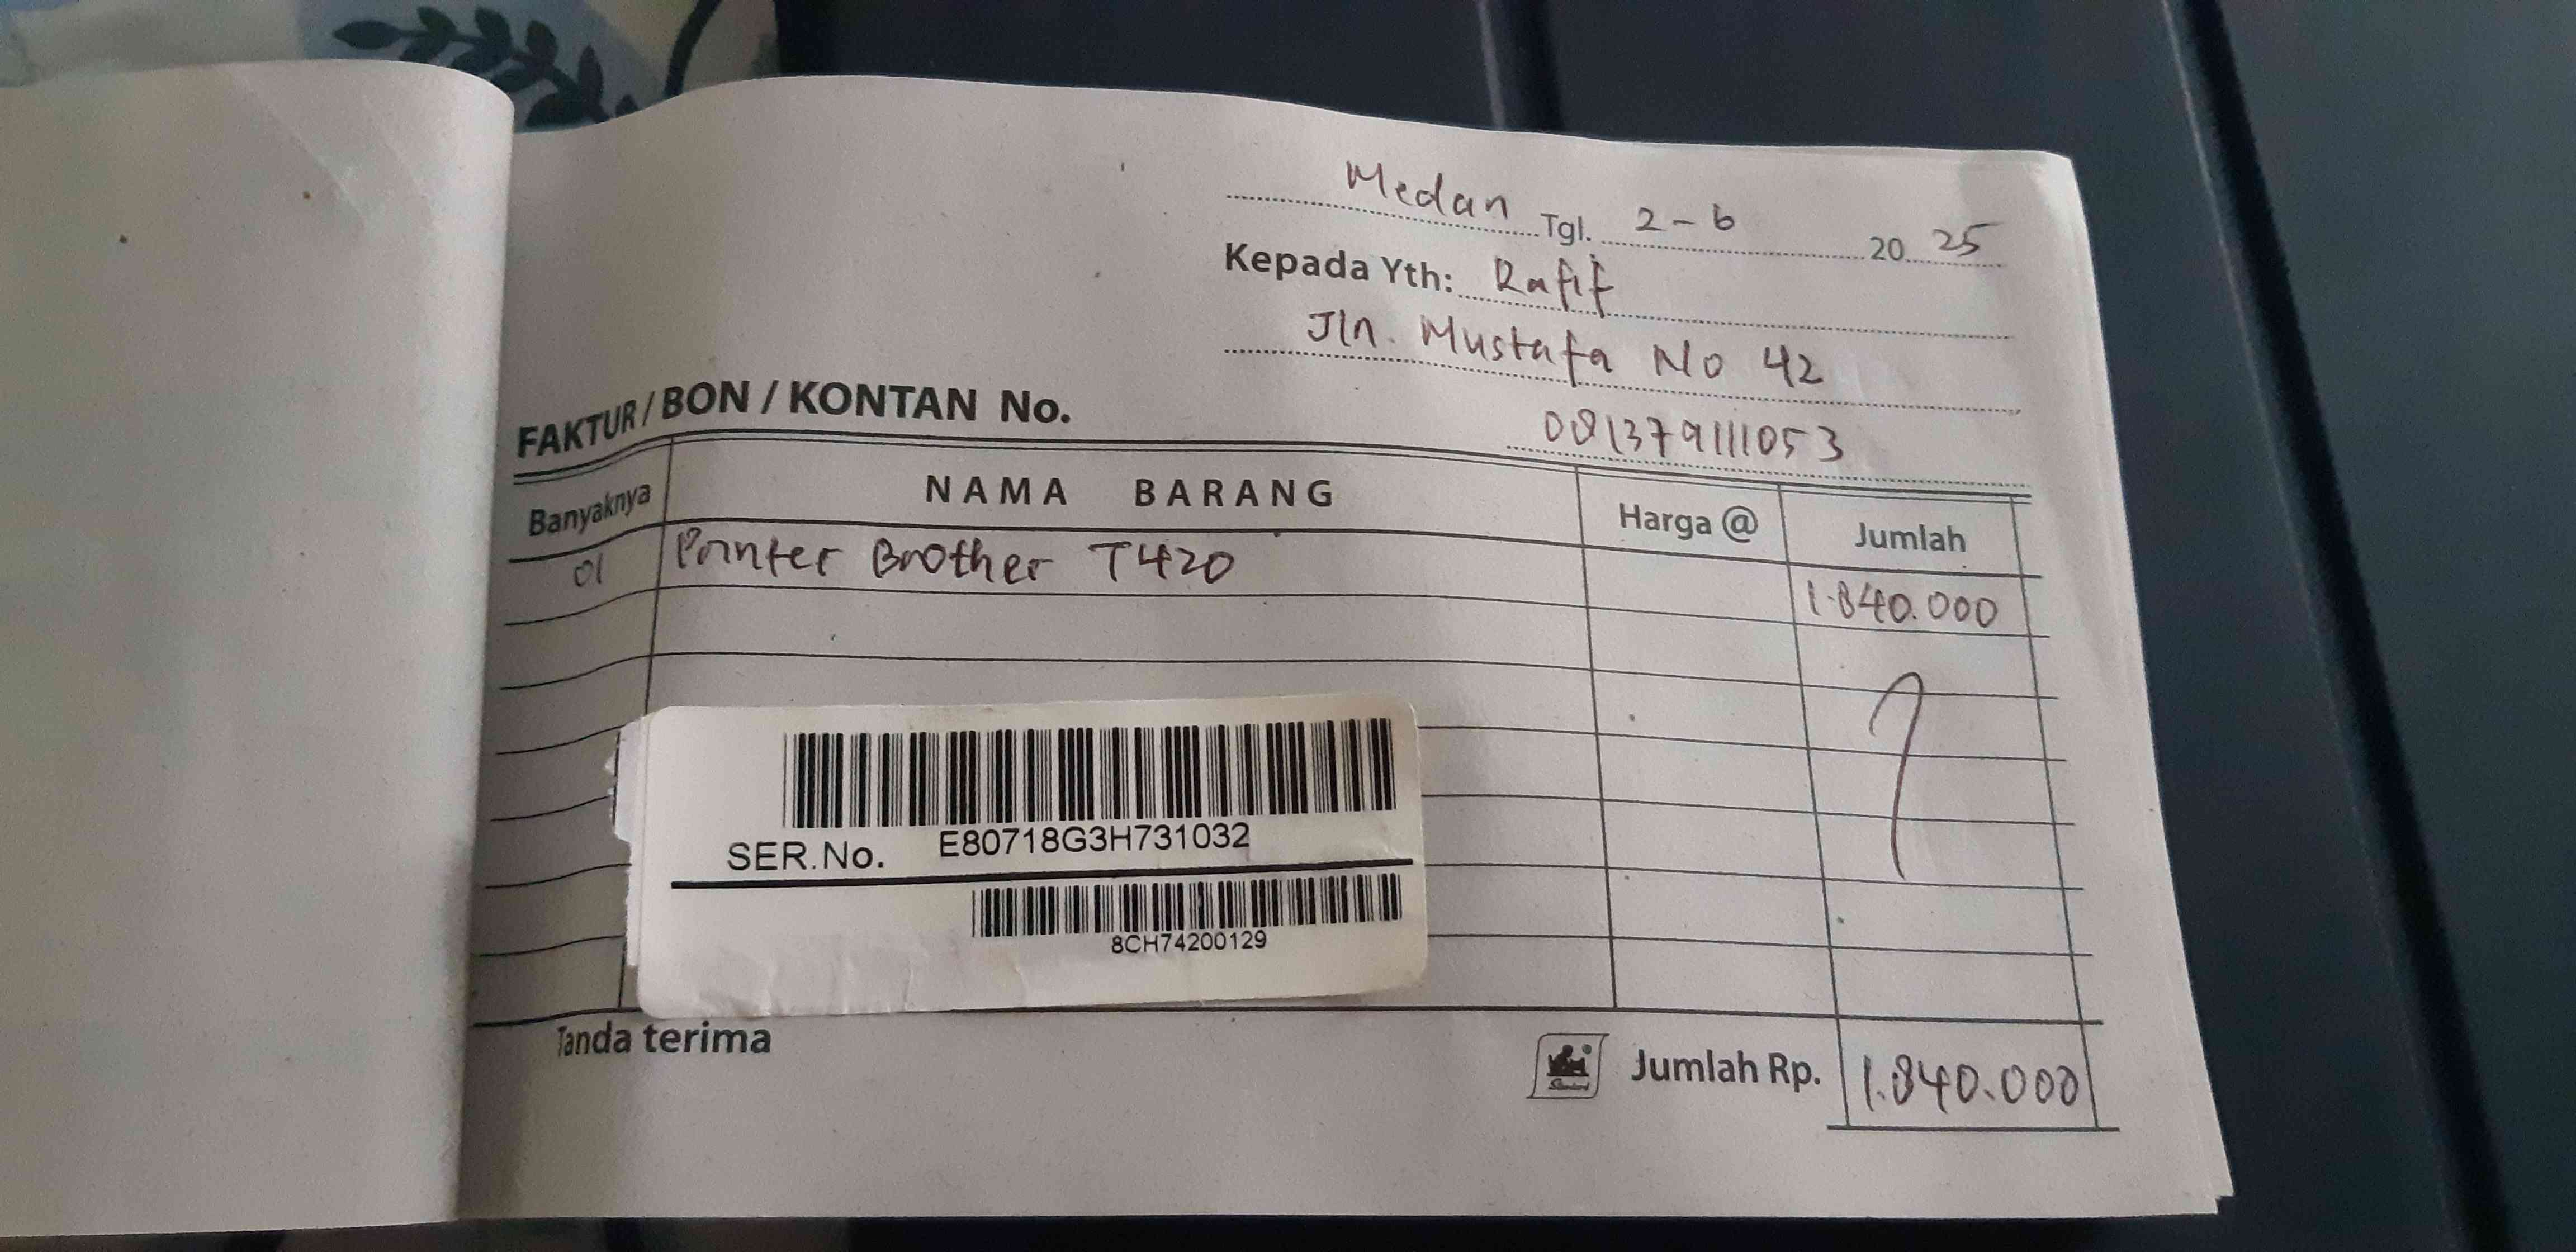 Medan Tgl. 2-6 20 25
Kepada Yth: Rafif
Jln. Mustafa No 42
081379111053
FAKTUR / BON / KONTAN No.
Banyaknya NAMA BARANG Harga @ Jumlah
01 Printer Brother T420 1.840.000
SER.No. E80718G3H731032
8CH74200129
Tanda terima
Jumlah Rp. 1.840.000